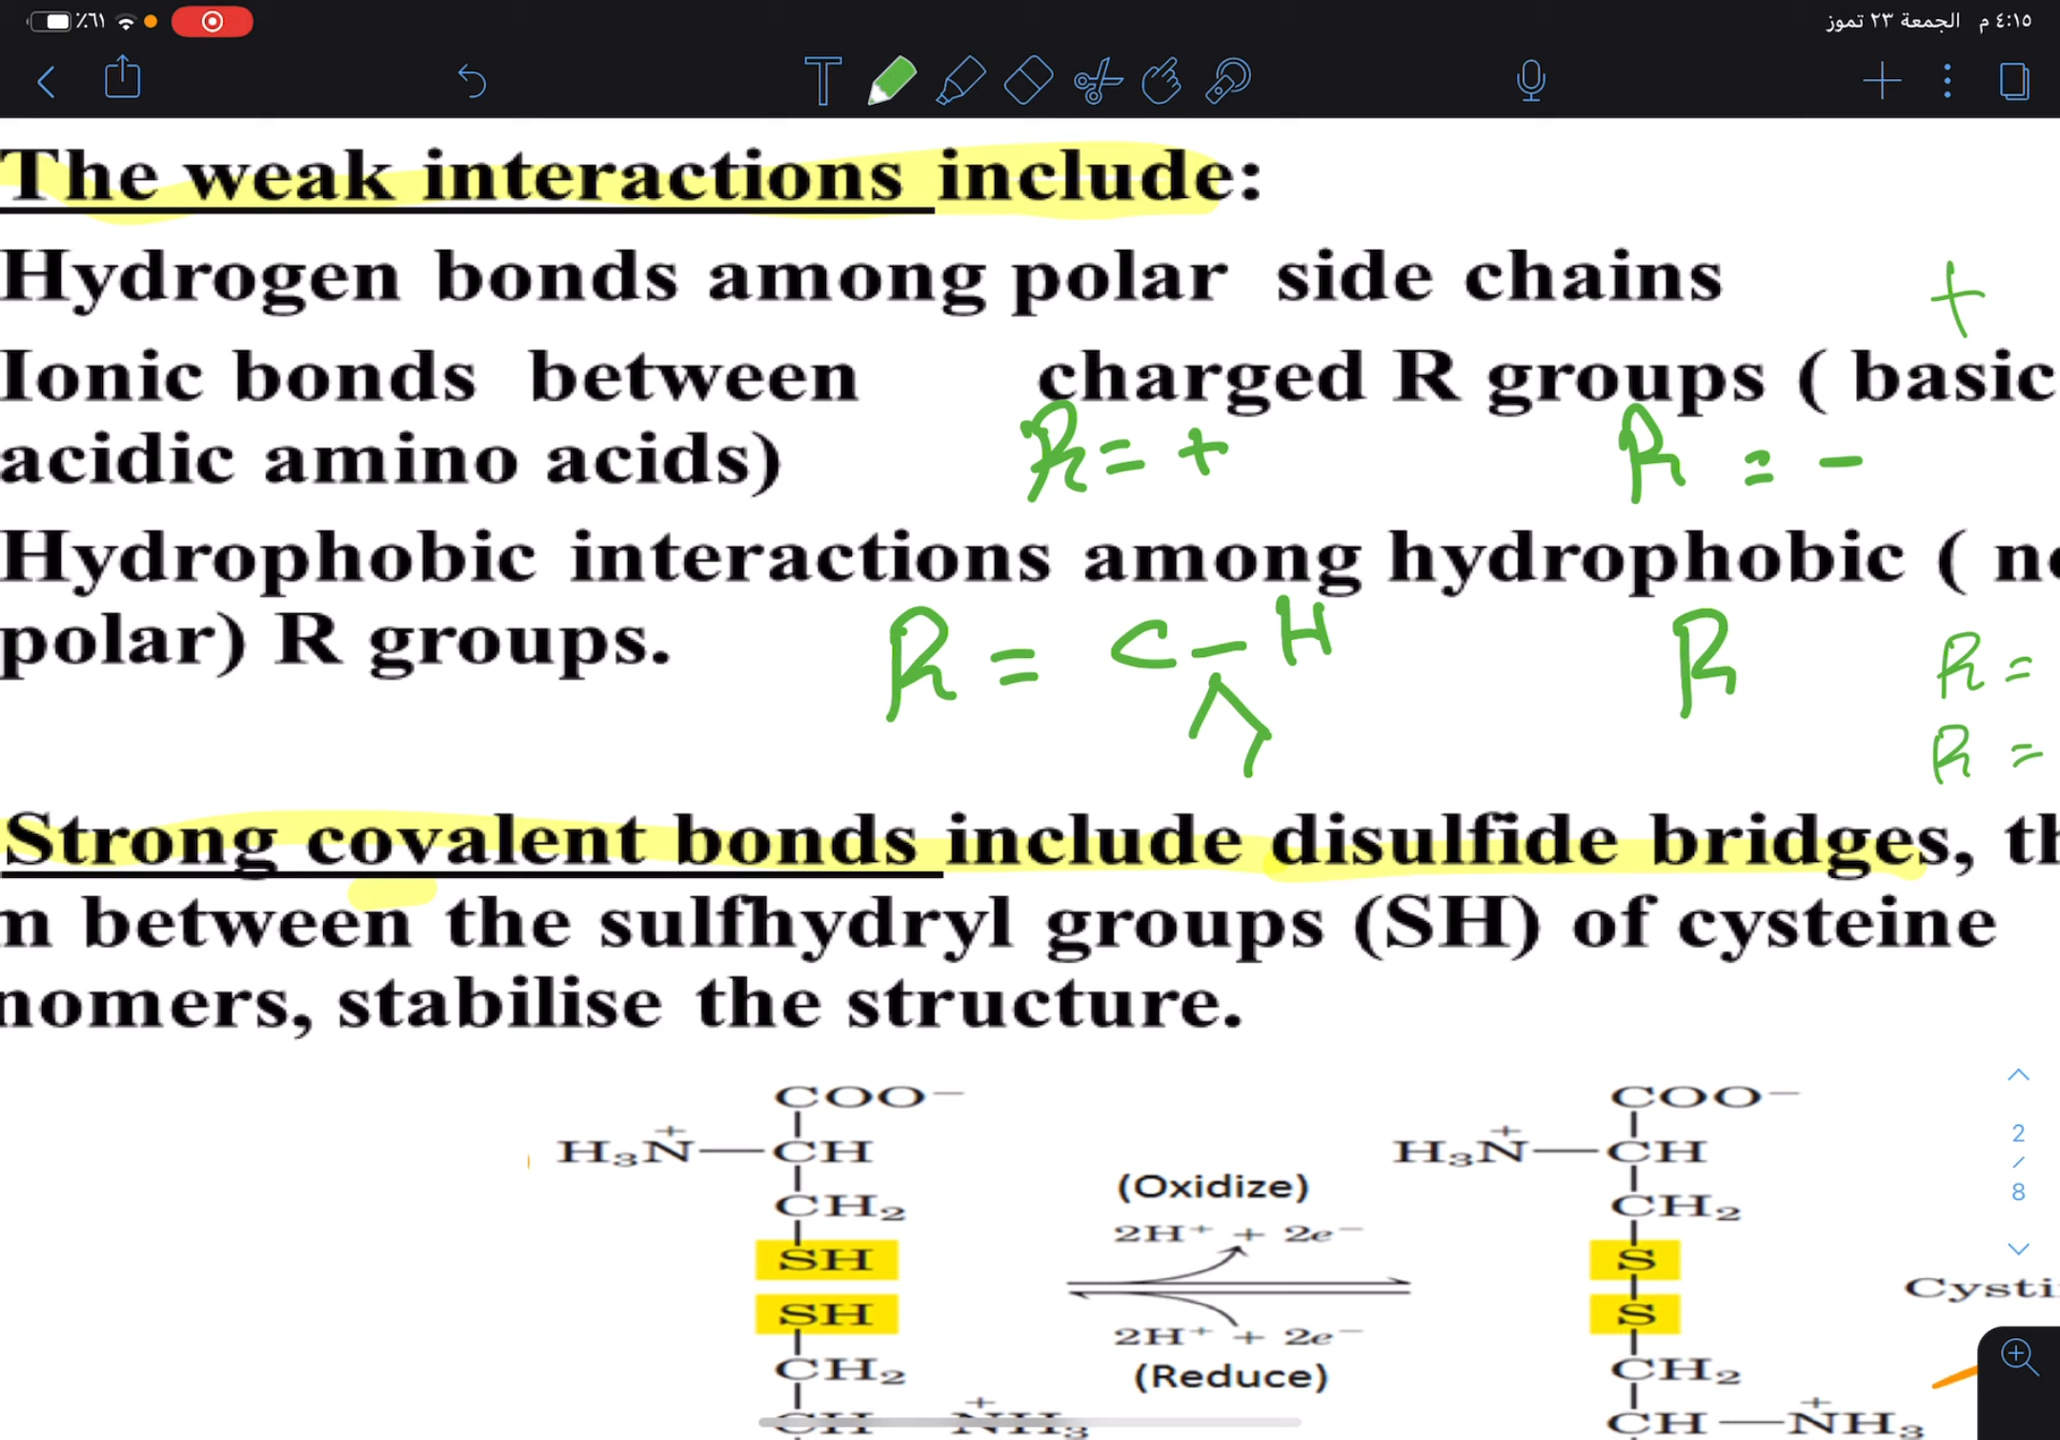 ٪٦١
٤:١٥ م الجمعة ٢٣ تموز
The weak interactions include:
Hydrogen bonds among polar side chains
+
Ionic bonds between charged R groups ( basic
R = + R = -
acidic amino acids)
Hydrophobic interactions among hydrophobic ( n
polar) R groups.
R = C - H R R =
R =
Strong covalent bonds include disulfide bridges, th
m between the sulfhydryl groups (SH) of cysteine
nomers, stabilise the structure.
COO⁻ COO⁻
H₃N⁺—CH H₃N⁺—CH
2
/
8
(Oxidize)
CH₂ CH₂
2H⁺ + 2e⁻
SH S
Cysti
SH S
2H⁺ + 2e⁻
CH₂ (Reduce) CH₂
CH NH₃⁺ CH—NH₃⁺